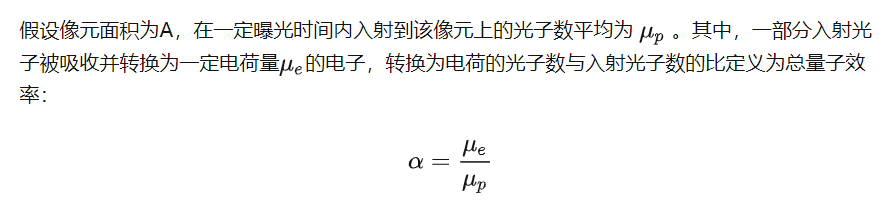 假设像元面积为A，在一定曝光时间内入射到该像元上的光子数平均为 μₚ 。其中，一部分入射光
子被吸收并转换为一定电荷量μₑ的电子，转换为电荷的光子数与入射光子数的比定义为总量子效
率：
α = μₑ / μₚ